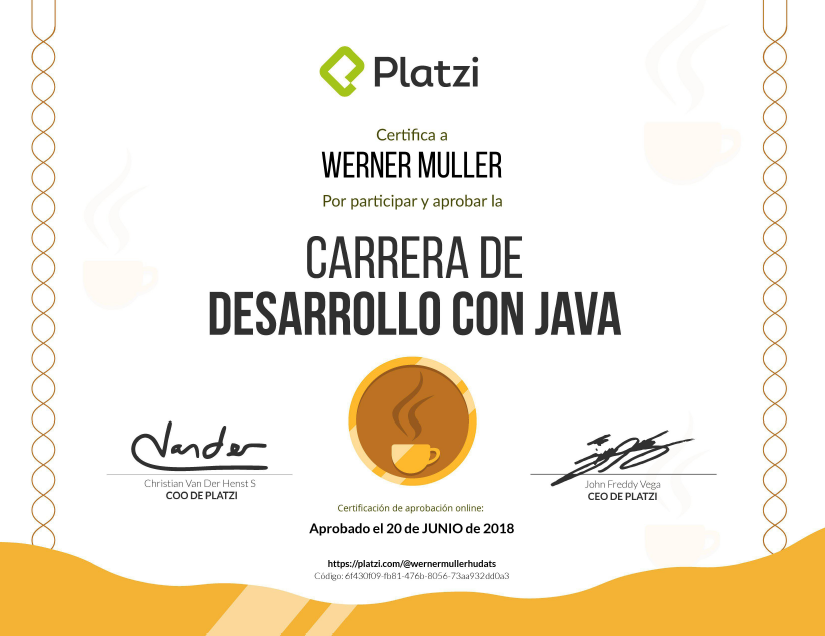 Platzi
Certifica a
WERNER MULLER
Por participar y aprobar la
CARRERA DE
DESARROLLO CON JAVA
Vander
Christian Van Der Henst S
COO DE PLATZI
John Freddy Vega
CEO DE PLATZI
Certificación de aprobación online:
Aprobado el 20 de JUNIO de 2018
https://platzi.com/@wernermullerhudats
Código: 6f430f09-fb81-476b-8056-73aa932dd0a3